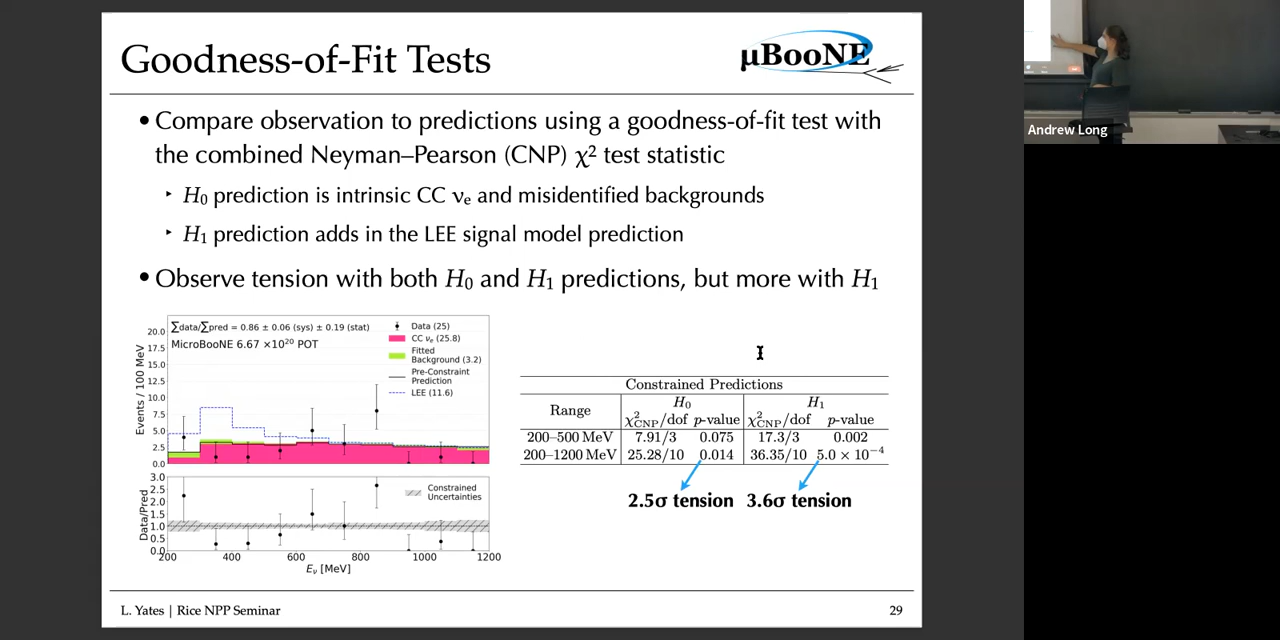 Goodness-of-Fit Tests
μBooNE
• Compare observation to predictions using a goodness-of-fit test with
the combined Neyman–Pearson (CNP) χ² test statistic
‣ H₀ prediction is intrinsic CC νₑ and misidentified backgrounds
‣ H₁ prediction adds in the LEE signal model prediction
• Observe tension with both H₀ and H₁ predictions, but more with H₁
∑data/∑pred = 0.86 ± 0.06 (sys) ± 0.19 (stat)
MicroBooNE 6.67 ×10²⁰ POT
Data (25)
CC νₑ (25.8)
Fitted
Background (3.2)
Pre-Constraint
Prediction
LEE (11.6)
Events / 100 MeV
20.0
17.5
15.0
12.5
10.0
7.5
5.0
2.5
0.0
Constrained
Uncertainties
Data/Pred
3.0
2.5
2.0
1.5
1.0
0.5
0.0
200 400 600 800 1000 1200
Eν [MeV]
Constrained Predictions
Range H₀ H₁
χ²CNP/dof p-value χ²CNP/dof p-value
200–500 MeV 7.91/3 0.075 17.3/3 0.002
200–1200 MeV 25.28/10 0.014 36.35/10 5.0 × 10⁻⁴
2.5σ tension 3.6σ tension
L. Yates | Rice NPP Seminar 29
Andrew Long